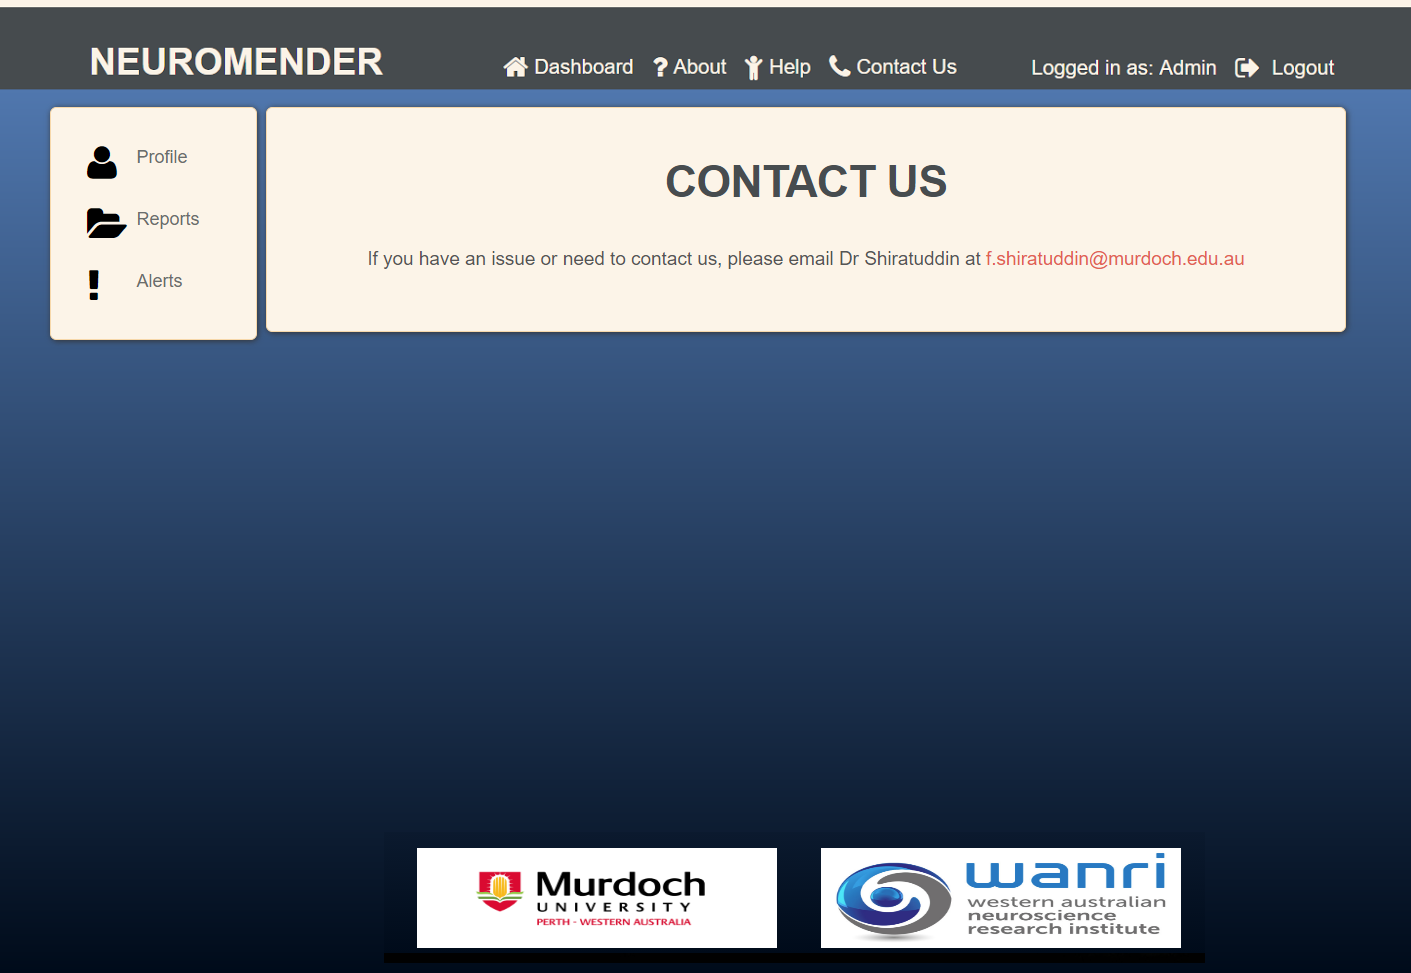 NEUROMENDER
Dashboard About Help Contact Us
Logged in as: Admin Logout
Profile
Reports
Alerts
CONTACT US
If you have an issue or need to contact us, please email Dr Shiratuddin at f.shiratuddin@murdoch.edu.au
Murdoch
UNIVERSITY
PERTH - WESTERN AUSTRALIA
wanri
western australian
neuroscience
research institute